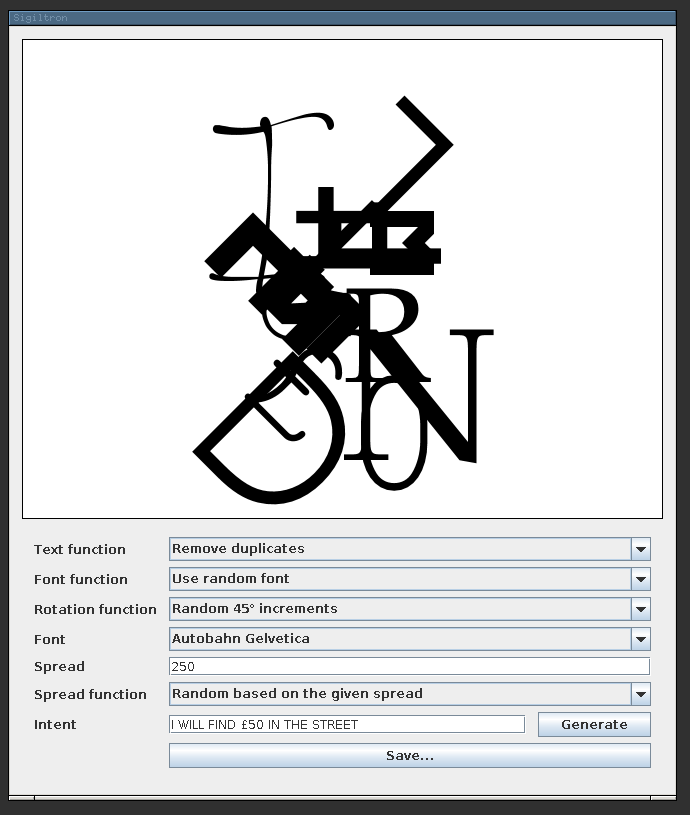 Sigiltron
Text function Remove duplicates
Font function Use random font
Rotation function Random 45° increments
Font Autobahn Gelvetica
Spread 250
Spread function Random based on the given spread
Intent I WILL FIND £50 IN THE STREET Generate
Save...